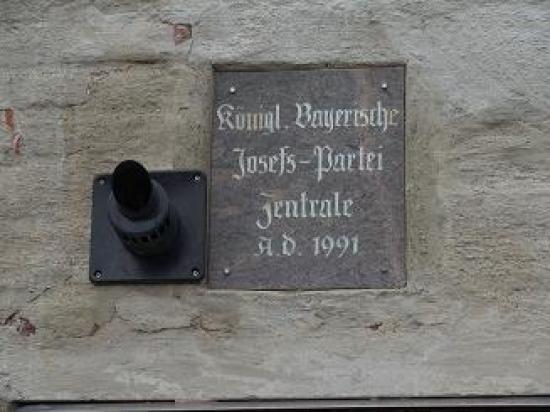 Königl. Bayerische
Josefs-Partei
Zentrale
A.D. 1991